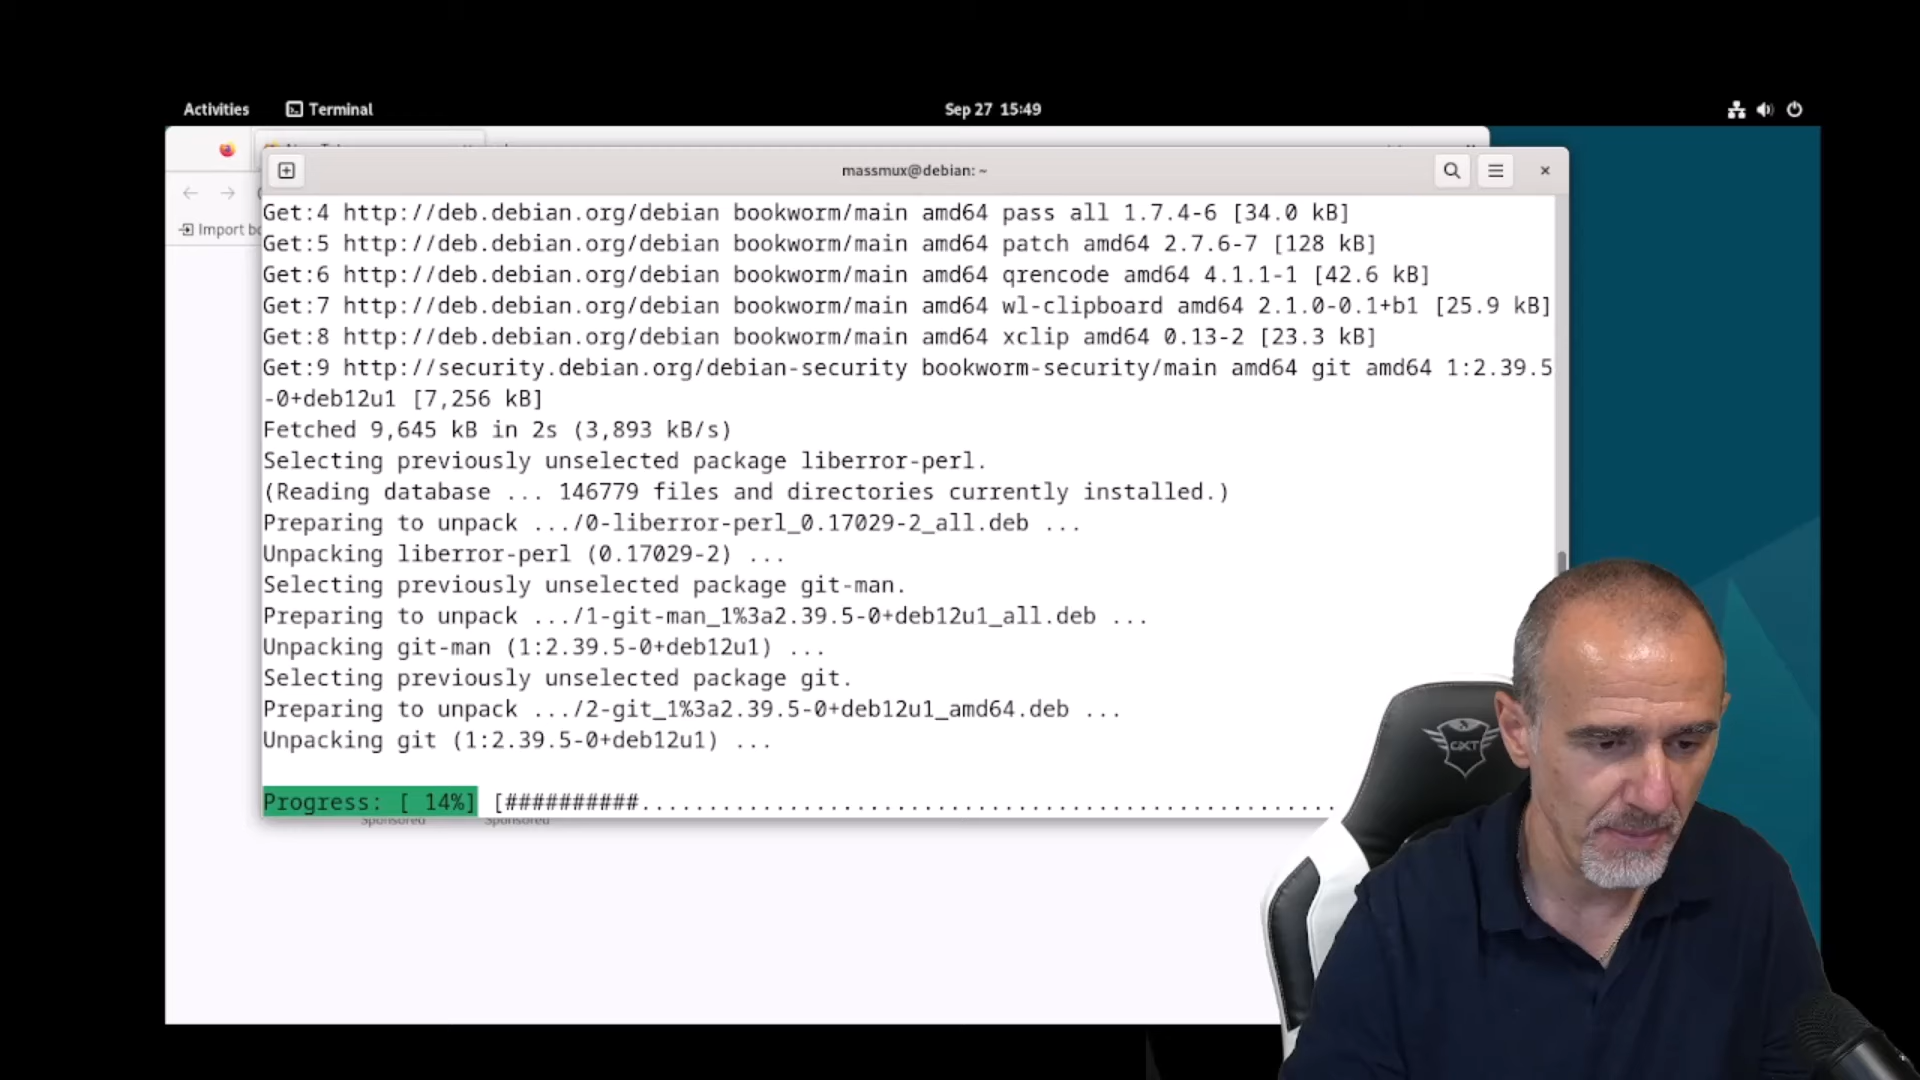 Activities
Terminal
Sep 27 15:49
massmux@debian: ~
Import bo
Get:4 http://deb.debian.org/debian bookworm/main amd64 pass all 1.7.4-6 [34.0 kB]
Get:5 http://deb.debian.org/debian bookworm/main amd64 patch amd64 2.7.6-7 [128 kB]
Get:6 http://deb.debian.org/debian bookworm/main amd64 qrencode amd64 4.1.1-1 [42.6 kB]
Get:7 http://deb.debian.org/debian bookworm/main amd64 wl-clipboard amd64 2.1.0-0.1+b1 [25.9 kB]
Get:8 http://deb.debian.org/debian bookworm/main amd64 xclip amd64 0.13-2 [23.3 kB]
Get:9 http://security.debian.org/debian-security bookworm-security/main amd64 git amd64 1:2.39.5
-0+deb12u1 [7,256 kB]
Fetched 9,645 kB in 2s (3,893 kB/s)
Selecting previously unselected package liberror-perl.
(Reading database ... 146779 files and directories currently installed.)
Preparing to unpack .../0-liberror-perl_0.17029-2_all.deb ...
Unpacking liberror-perl (0.17029-2) ...
Selecting previously unselected package git-man.
Preparing to unpack .../1-git-man_1%3a2.39.5-0+deb12u1_all.deb ...
Unpacking git-man (1:2.39.5-0+deb12u1) ...
Selecting previously unselected package git.
Preparing to unpack .../2-git_1%3a2.39.5-0+deb12u1_amd64.deb ...
Unpacking git (1:2.39.5-0+deb12u1) ...
Progress: [ 14%] [##########....................................................
Sponsored Sponsored
GXT